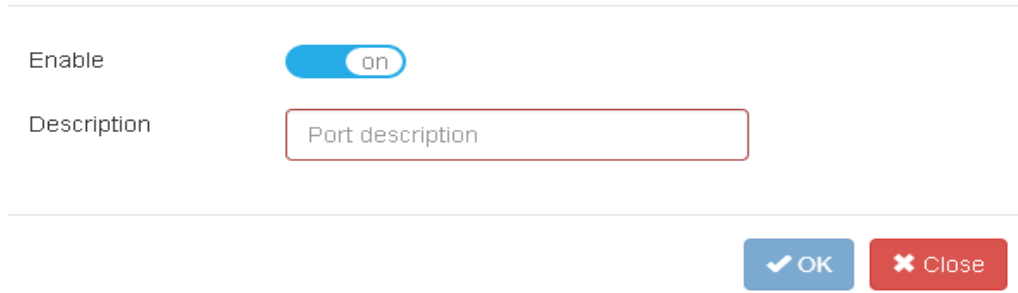 Enable
on
Description
Port description
OK
Close